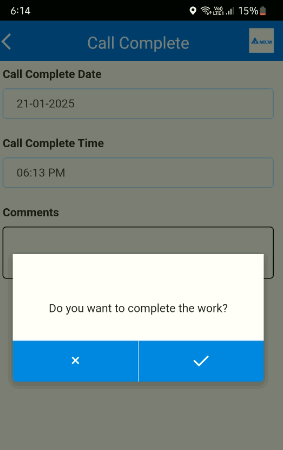 6:14
15%
Call Complete
Call Complete Date
21-01-2025
Call Complete Time
06:13 PM
Comments
Do you want to complete the work?